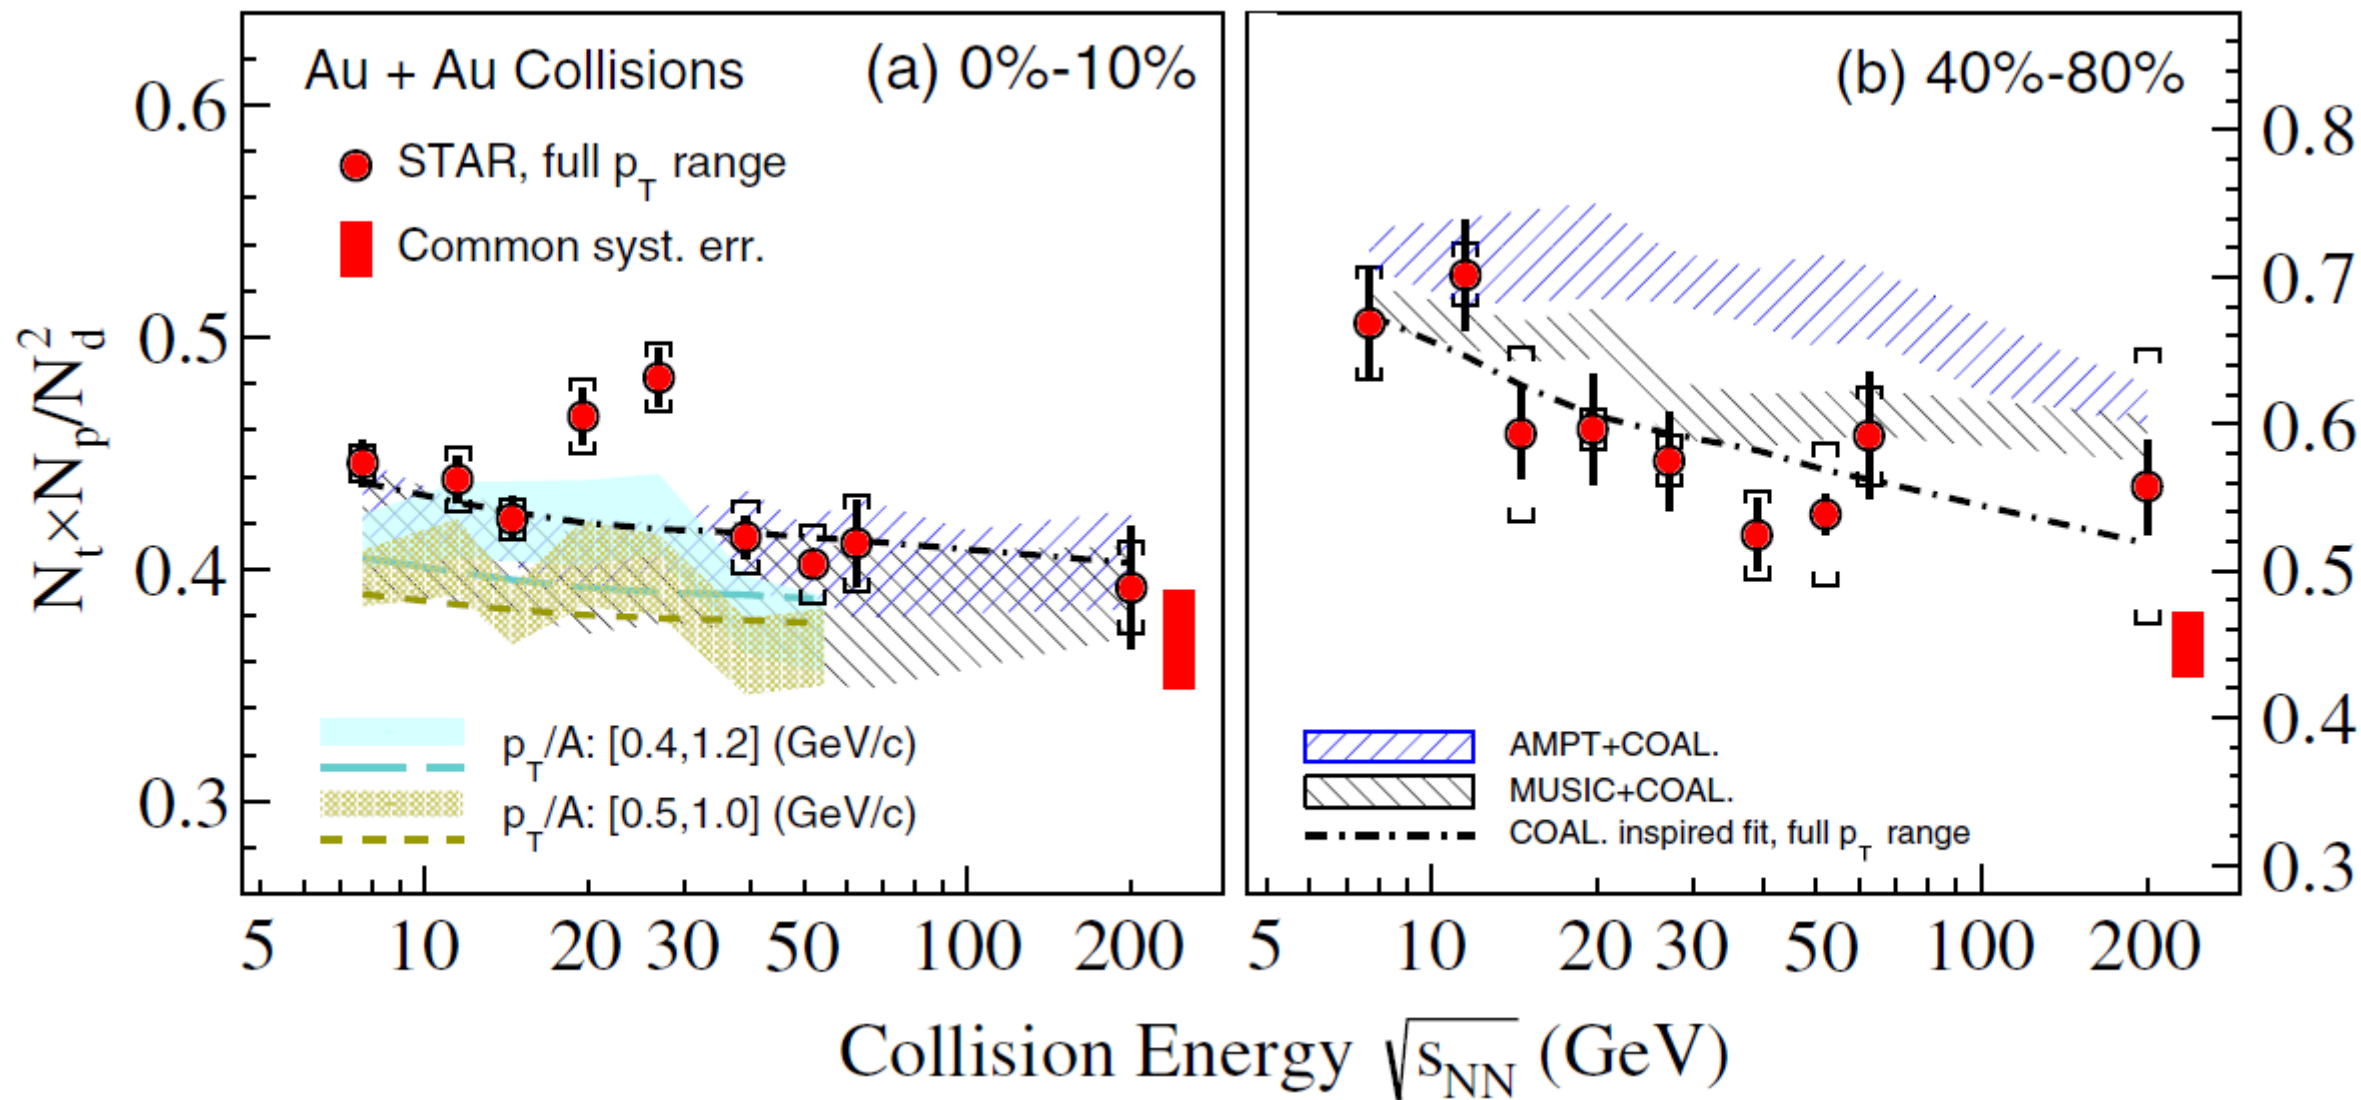 Au + Au Collisions
(a) 0%-10%
STAR, full p_T range
Common syst. err.
0.6
0.5
0.4
0.3
N_t×N_p/N_d^2
p_T/A: [0.4,1.2] (GeV/c)
p_T/A: [0.5,1.0] (GeV/c)
5 10 20 30 50 100 200
(b) 40%-80%
0.8
0.7
0.6
0.5
0.4
0.3
AMPT+COAL.
MUSIC+COAL.
COAL. inspired fit, full p_T range
5 10 20 30 50 100 200
Collision Energy √s_NN (GeV)